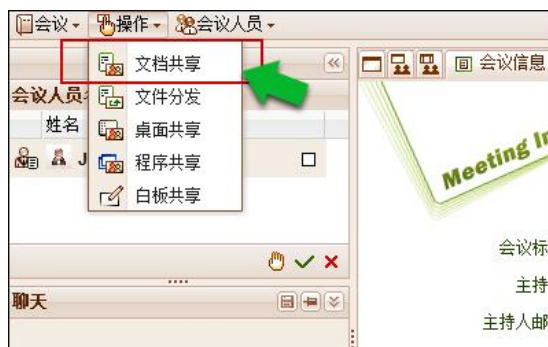 会议 操作 会议人员
文档共享
会议信息
会议人员
文件分发
姓名
桌面共享
J
程序共享
白板共享
Meeting In
会议标
主持
聊天
主持人邮